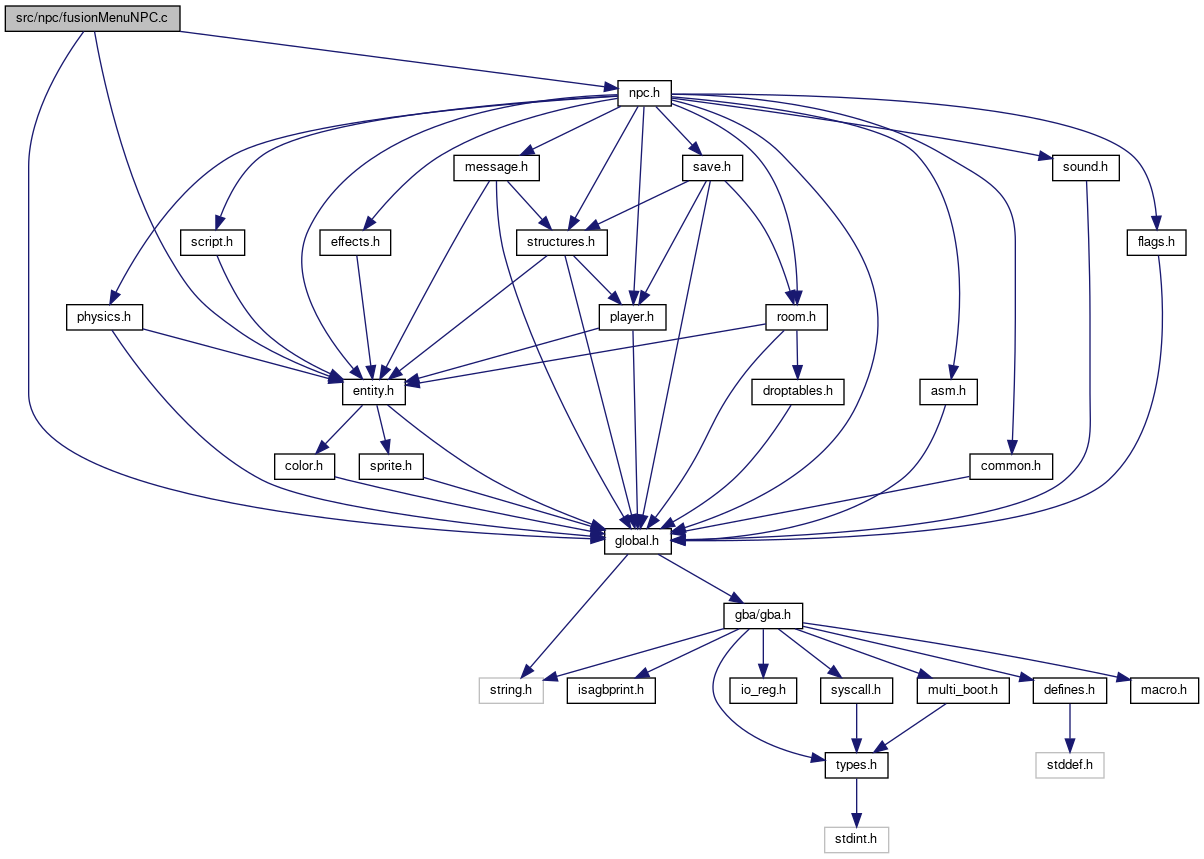 src/npc/fusionMenuNPC.c
npc.h
message.h
save.h
sound.h
script.h
effects.h
structures.h
flags.h
physics.h
player.h
room.h
entity.h
droptables.h
asm.h
color.h
sprite.h
common.h
global.h
gba/gba.h
string.h
isagbprint.h
io_reg.h
syscall.h
multi_boot.h
defines.h
macro.h
types.h
stddef.h
stdint.h